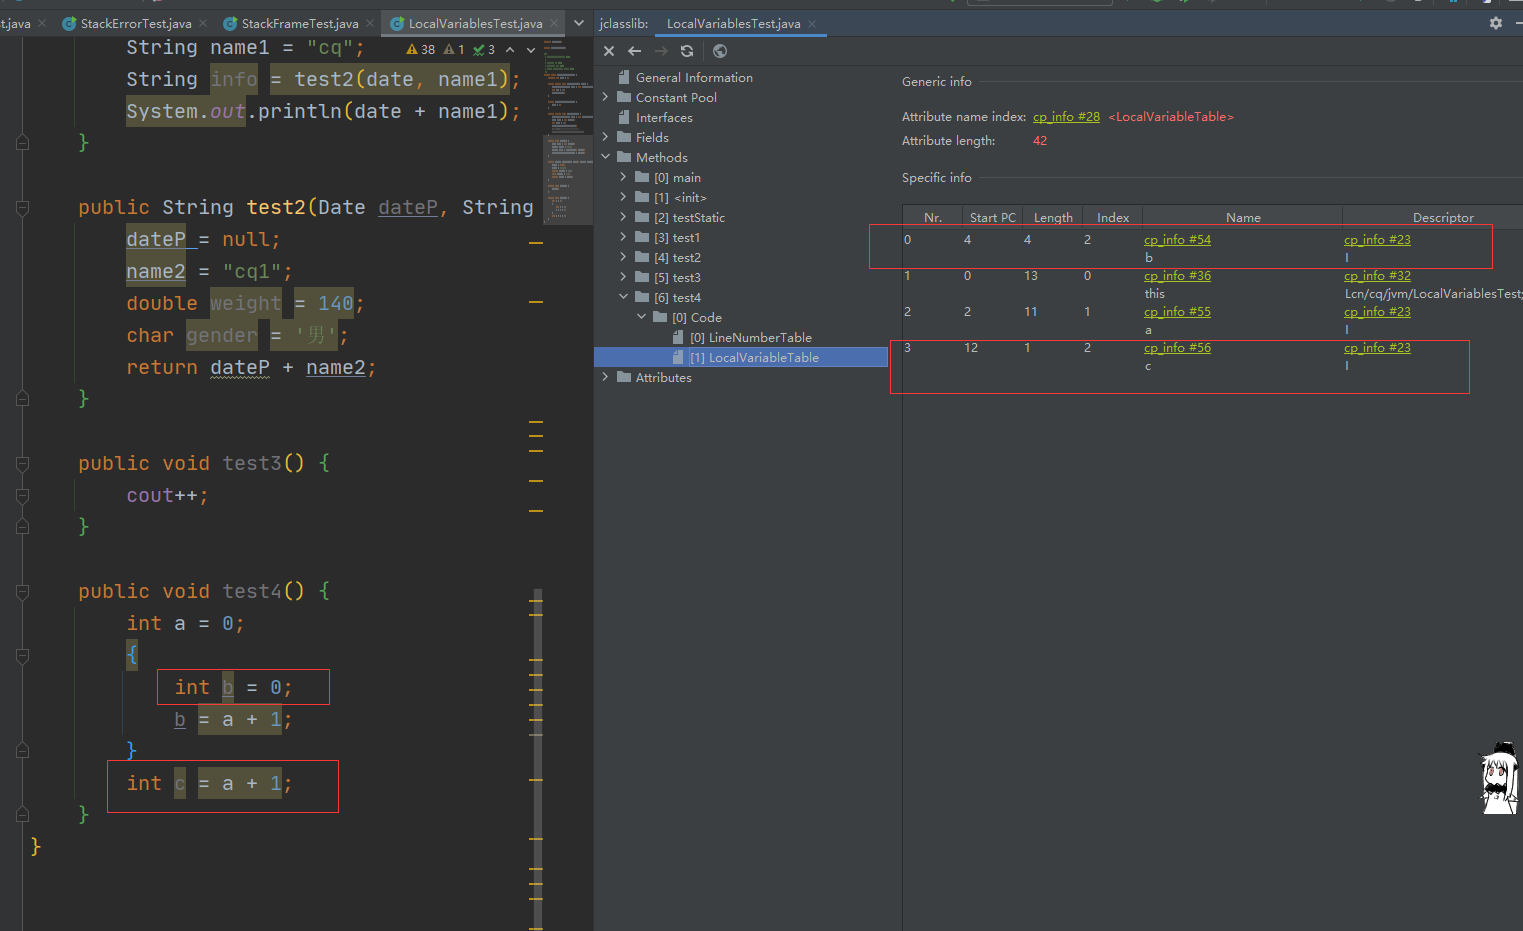 t.java
StackErrorTest.java
StackFrameTest.java
LocalVariablesTest.java
jclasslib:
LocalVariablesTest.java
String name1 = "cq";
38 1 3
String info = test2(date, name1);
System.out.println(date + name1);
}
public String test2(Date dateP, String
dateP = null;
name2 = "cq1";
double weight = 140;
char gender = '男';
return dateP + name2;
}
public void test3() {
cout++;
}
public void test4() {
int a = 0;
{
int b = 0;
b = a + 1;
}
int c = a + 1;
}
}
General Information
Constant Pool
Interfaces
Fields
Methods
[0] main
[1] <init>
[2] testStatic
[3] test1
[4] test2
[5] test3
[6] test4
[0] Code
[0] LineNumberTable
[1] LocalVariableTable
Attributes
Generic info
Attribute name index: cp_info #28 <LocalVariableTable>
Attribute length: 42
Specific info
Nr. Start PC Length Index Name Descriptor
0 4 4 2 cp_info #54 cp_info #23
b I
1 0 13 0 cp_info #36 cp_info #32
this Lcn/cq/jvm/LocalVariablesTest;
2 2 11 1 cp_info #55 cp_info #23
a I
3 12 1 2 cp_info #56 cp_info #23
c I